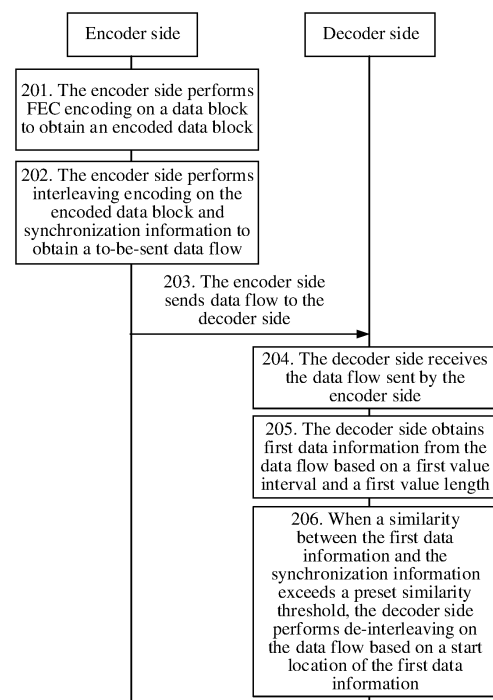 Encoder side
Decoder side
201. The encoder side performs
FEC encoding on a data block
to obtain an encoded data block
202. The encoder side performs
interleaving encoding on the
encoded data block and
synchronization information to
obtain a to-be-sent data flow
203. The encoder side
sends data flow to the
decoder side
204. The decoder side receives
the data flow sent by the
encoder side
205. The decoder side obtains
first data information from the
data flow based on a first value
interval and a first value length
206. When a similarity
between the first data
information and the
synchronization information
exceeds a preset similarity
threshold, the decoder side
performs de-interleaving on
the data flow based on a start
location of the first data
information